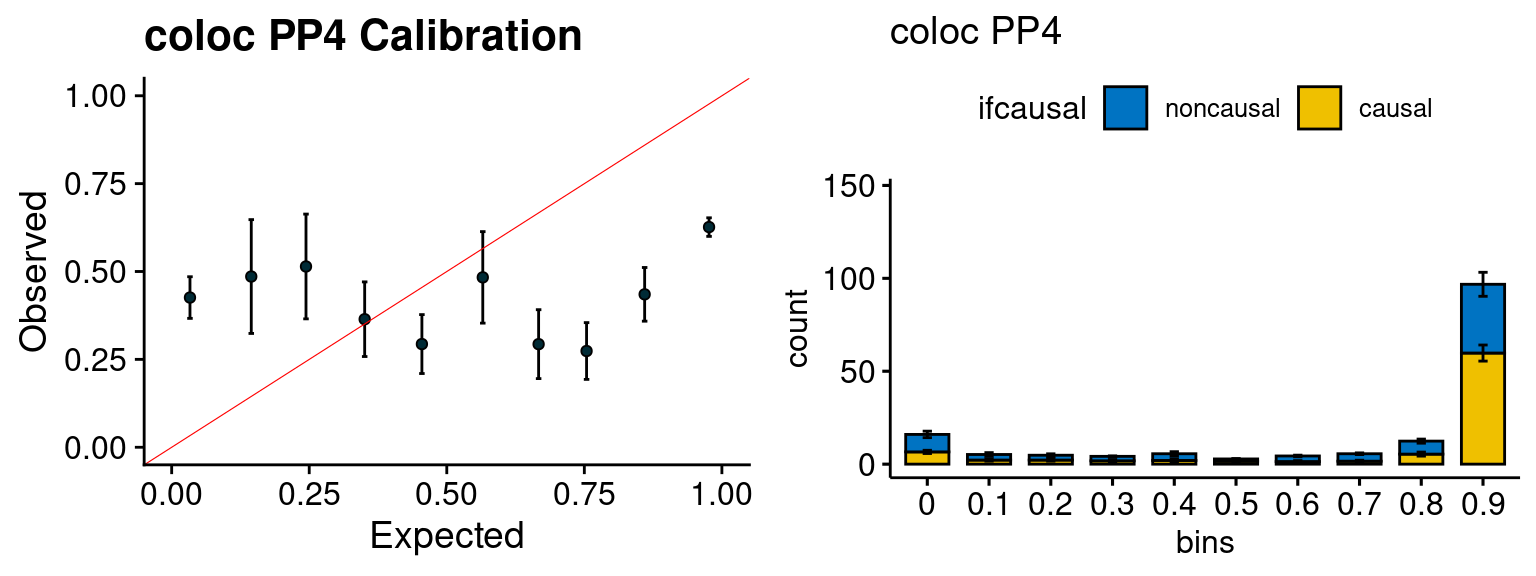 coloc PP4 Calibration
1.00
0.75
0.50
0.25
0.00
Observed
0.00 0.25 0.50 0.75 1.00
Expected
coloc PP4
ifcausal noncausal causal
150
100
50
0
count
0 0.1 0.2 0.3 0.4 0.5 0.6 0.7 0.8 0.9
bins